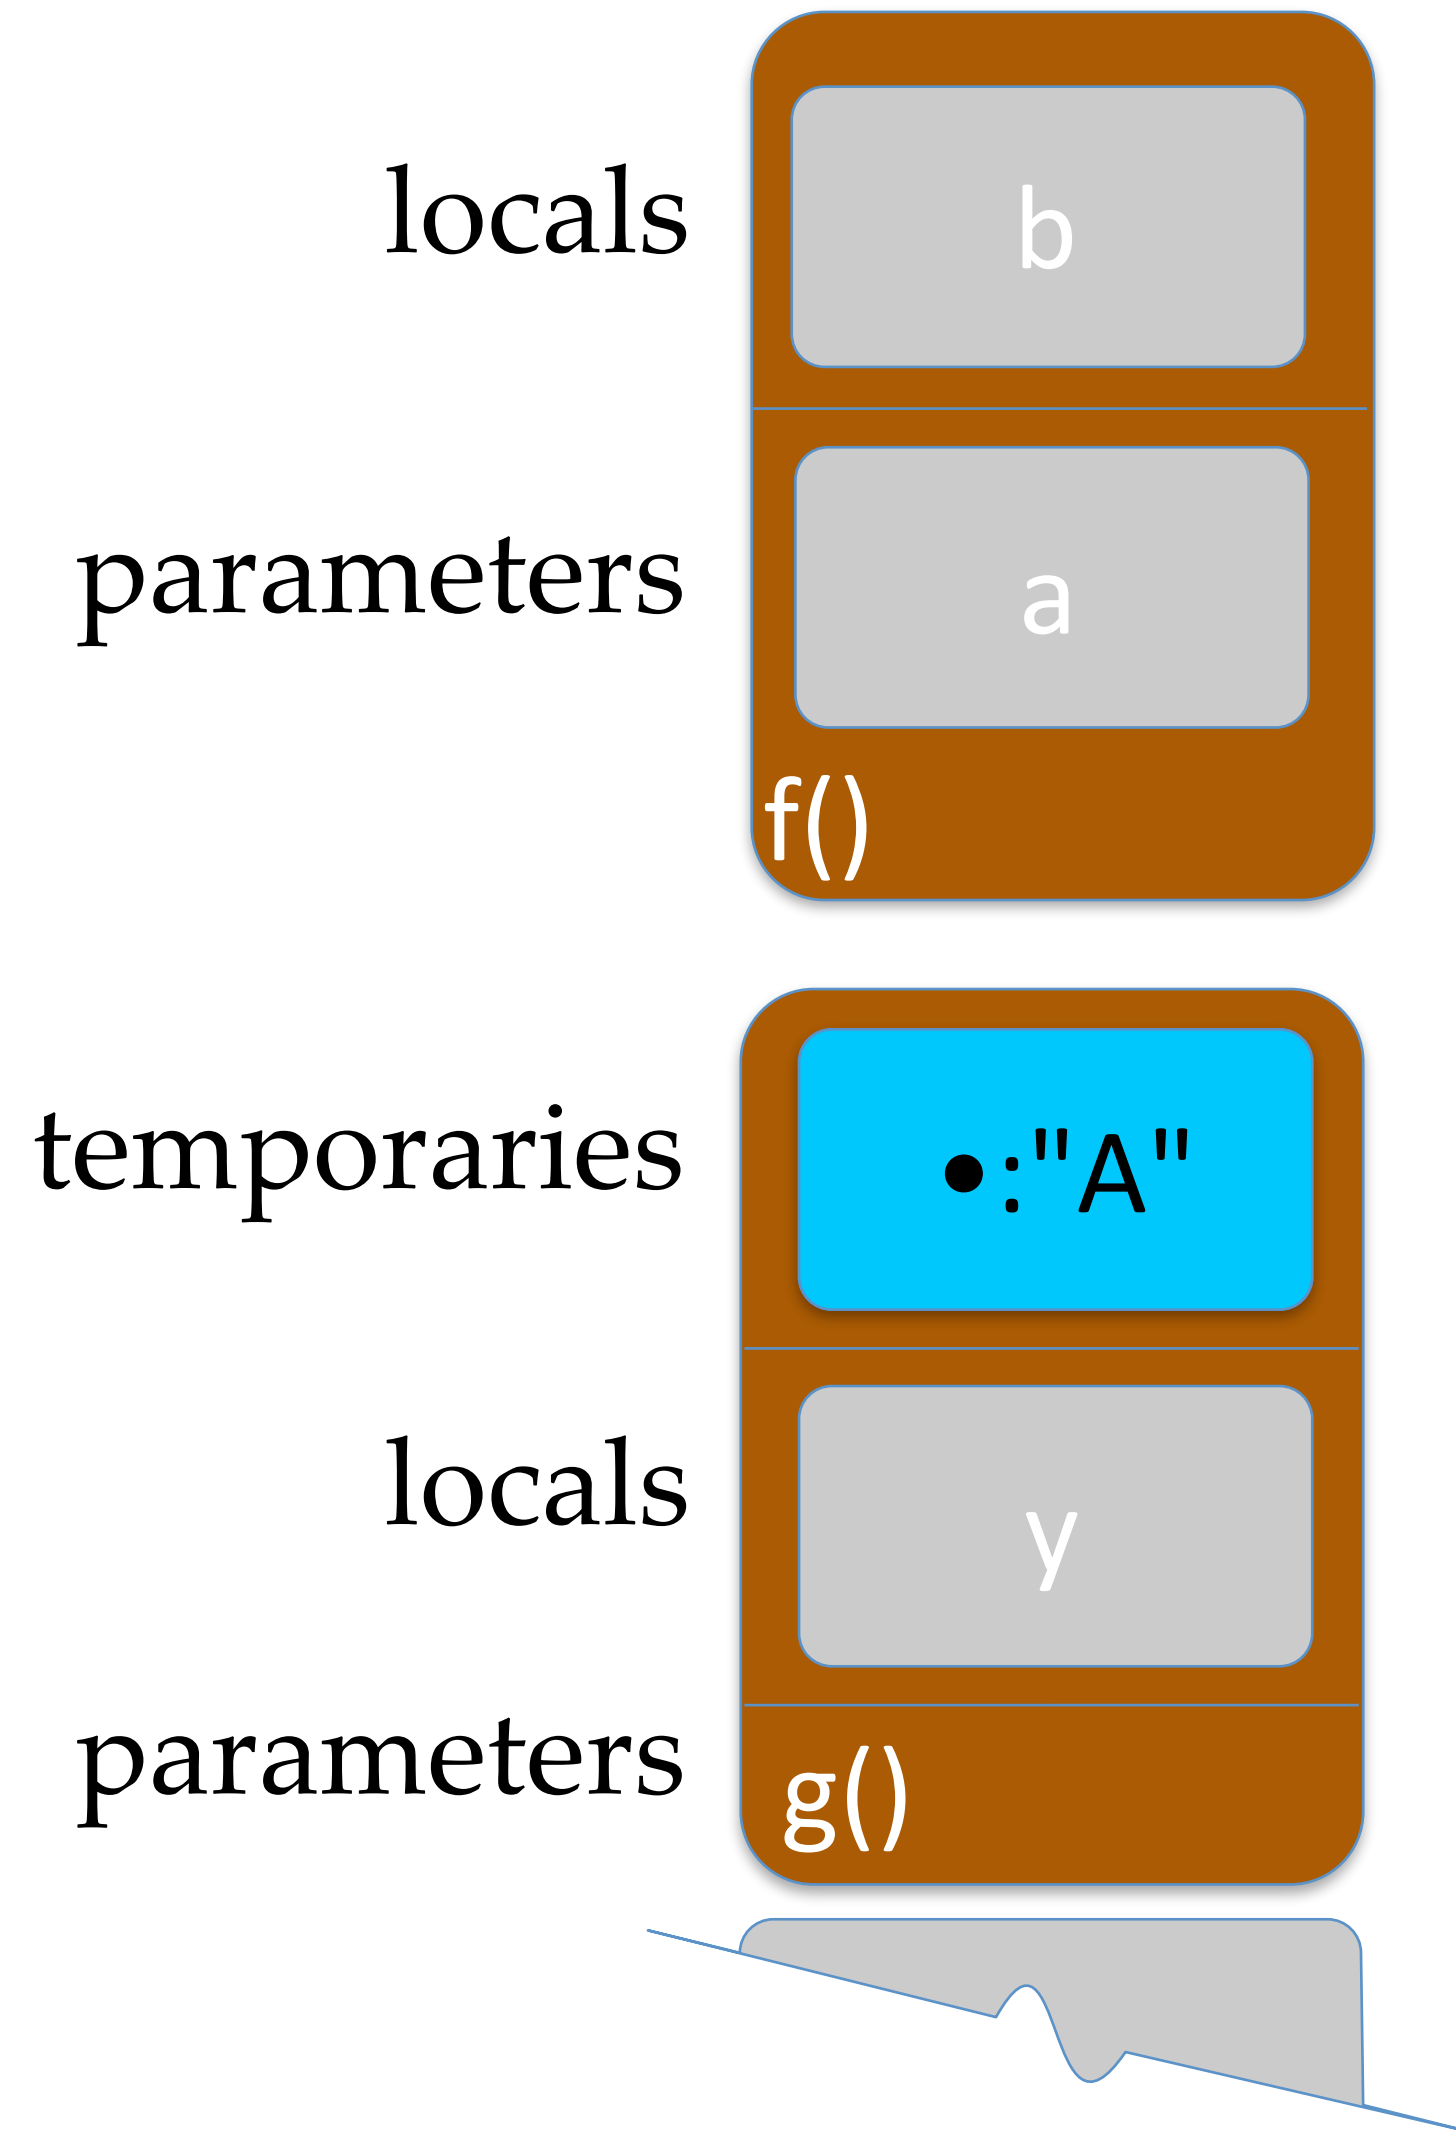 locals
b
parameters
a
f()
temporaries
•:"A"
locals
y
parameters
g()